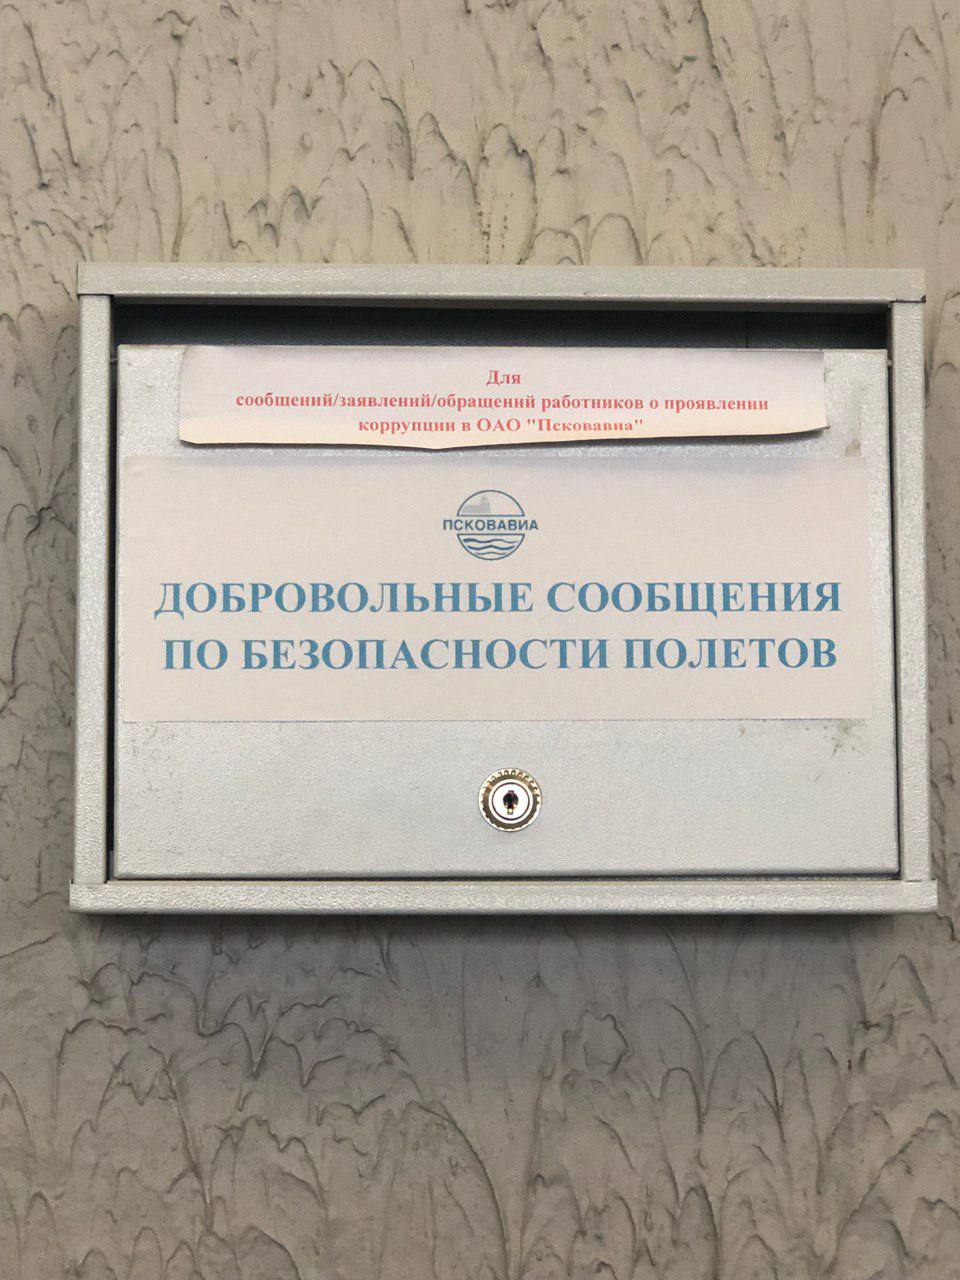 Для
сообщений/заявлений/обращений работников о проявлении
коррупции в ОАО "Псковавиа"
ПСКОВАВИА
ДОБРОВОЛЬНЫЕ СООБЩЕНИЯ
ПО БЕЗОПАСНОСТИ ПОЛЕТОВ